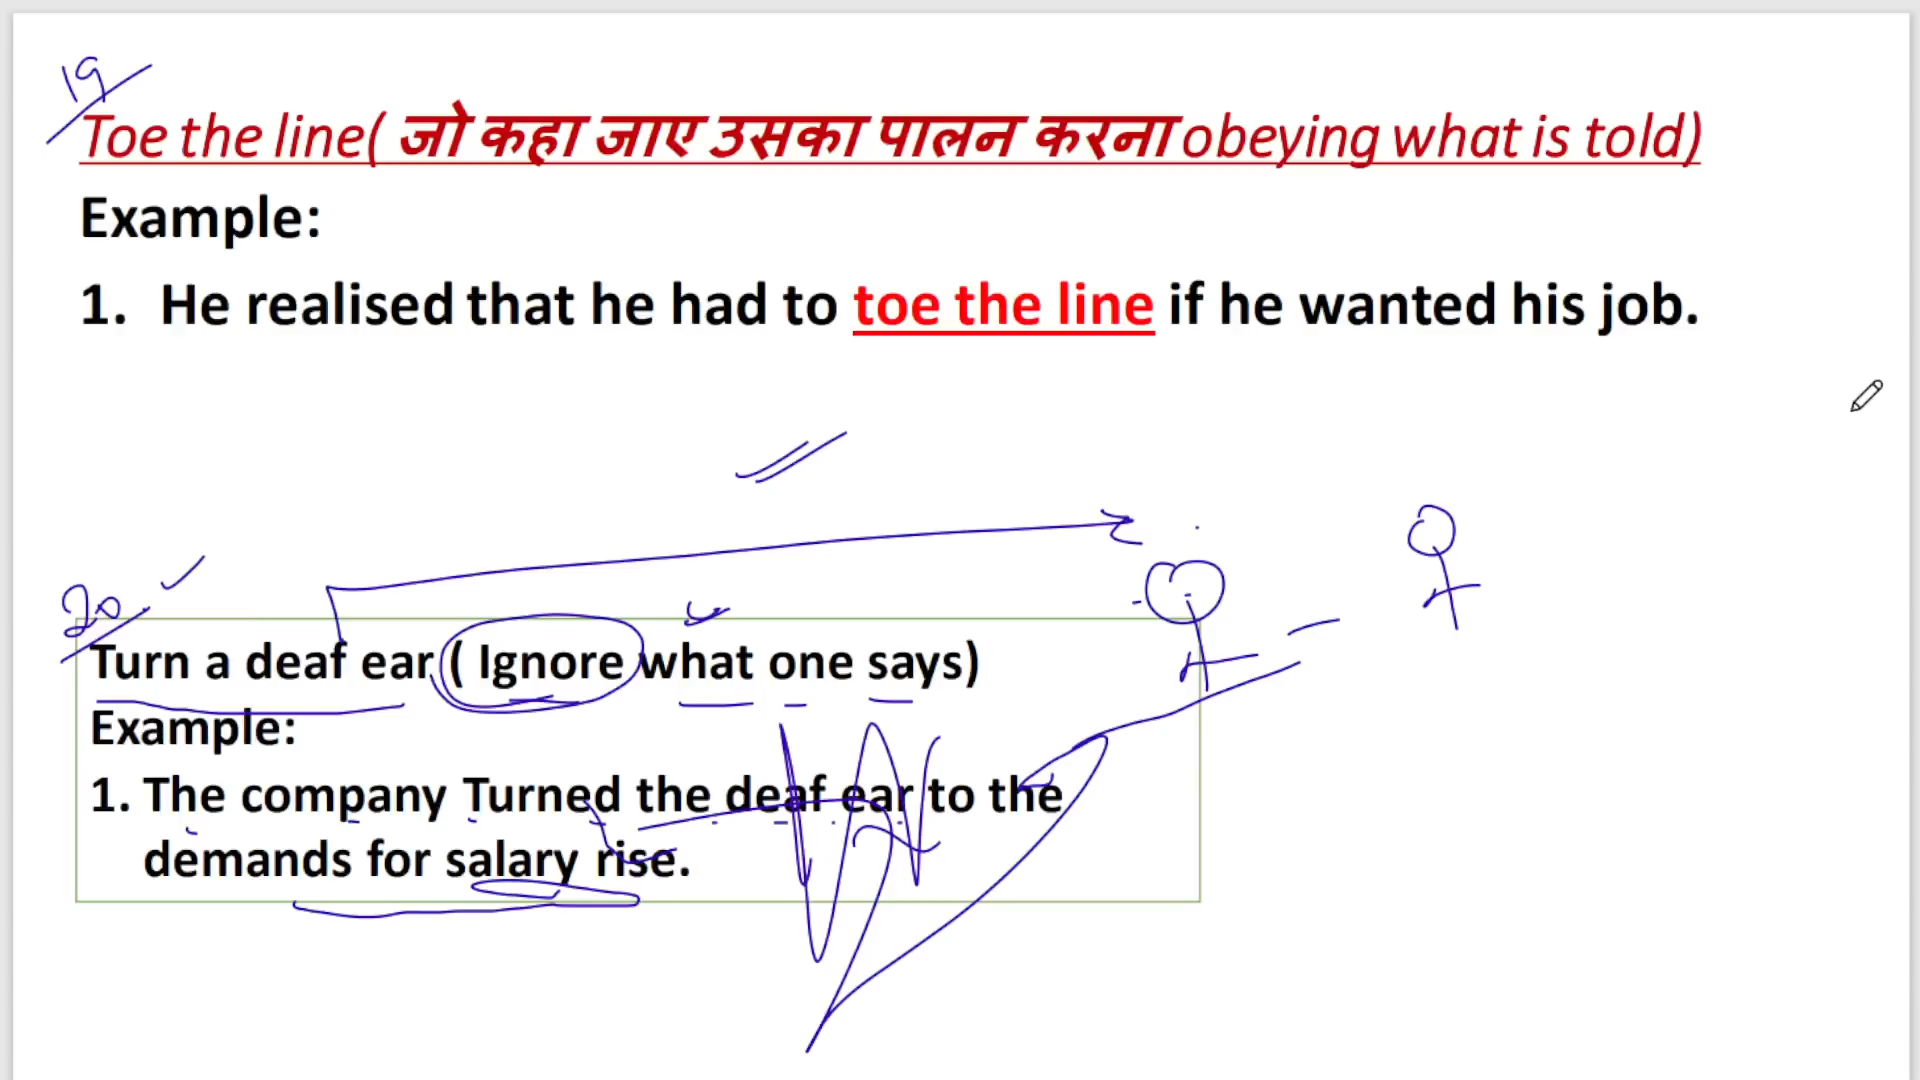 19
Toe the line( जो कहा जाए उसका पालन करना obeying what is told)
Example:
1. He realised that he had to toe the line if he wanted his job.
20
Turn a deaf ear ( Ignore what one says)
Example:
1. The company Turned the deaf ear to the
demands for salary rise.